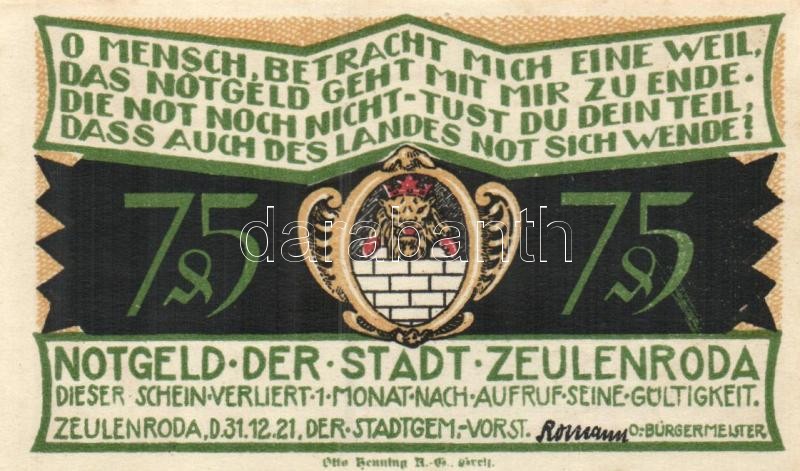 O MENSCH, BETRACHT MICH EINE WEIL,
DAS NOTGELD GEHT MIT MIR ZU ENDE.
DIE NOT NOCH NICHT-TUST DU DEIN TEIL,
DASS AUCH DES LANDES NOT SICH WENDE?
75 ₰ 75 ₰
darabanth
NOTGELD·DER·STADT·ZEULENRODA
DIESER SCHEIN·VERLIERT·1·MONAT·NACH·AUFRUF·SEINE·GÜLTIGKEIT.
ZEULENRODA, D. 31.12.21, DER STADTGEM.-VORST. Romann O.-BÜRGERMEISTER
Otto Henning A.-G., Greiz.